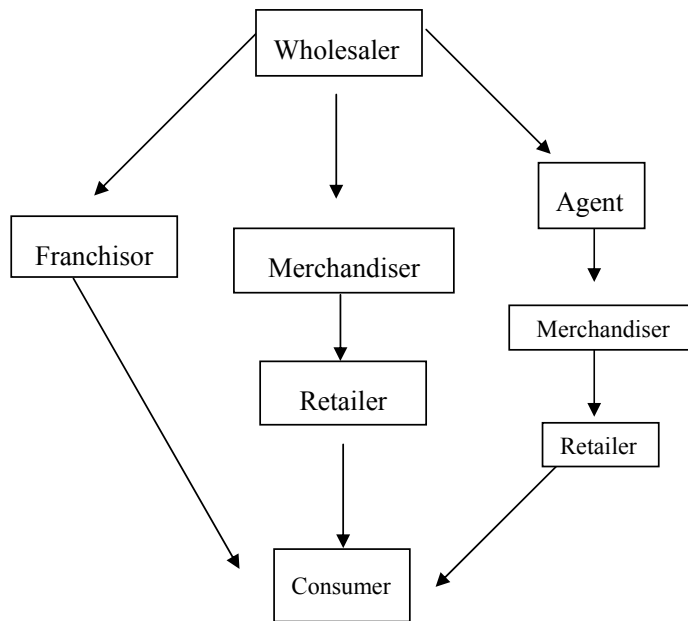 Wholesaler
Agent
Franchisor
Merchandiser
Merchandiser
Retailer
Retailer
Consumer